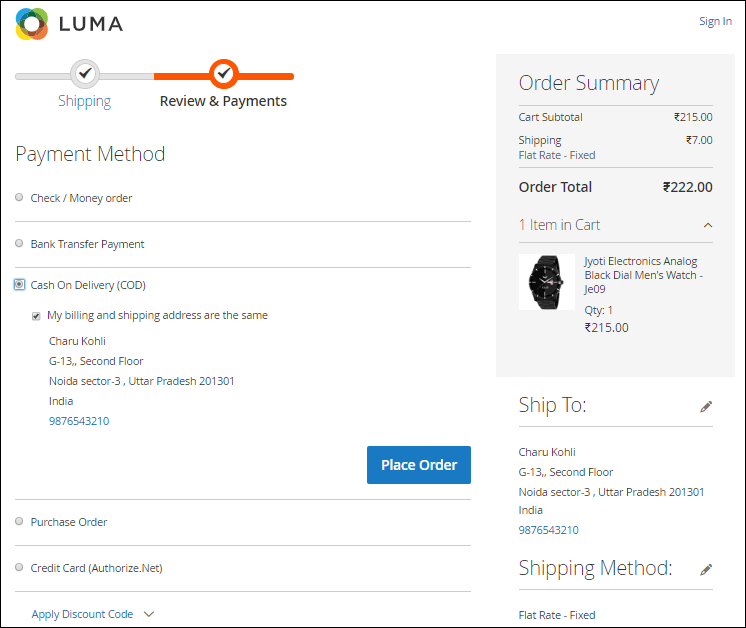 LUMA
Sign In
Shipping
Review & Payments
Payment Method
Check / Money order
Bank Transfer Payment
Cash On Delivery (COD)
My billing and shipping address are the same
Charu Kohli
G-13,, Second Floor
Noida sector-3 , Uttar Pradesh 201301
India
9876543210
Place Order
Purchase Order
Credit Card (Authorize.Net)
Apply Discount Code
Order Summary
Cart Subtotal ₹215.00
Shipping ₹7.00
Flat Rate - Fixed
Order Total ₹222.00
1 Item in Cart
Jyoti Electronics Analog
Black Dial Men's Watch -
Je09
Qty: 1
₹215.00
Ship To:
Charu Kohli
G-13,, Second Floor
Noida sector-3 , Uttar Pradesh 201301
India
9876543210
Shipping Method:
Flat Rate - Fixed